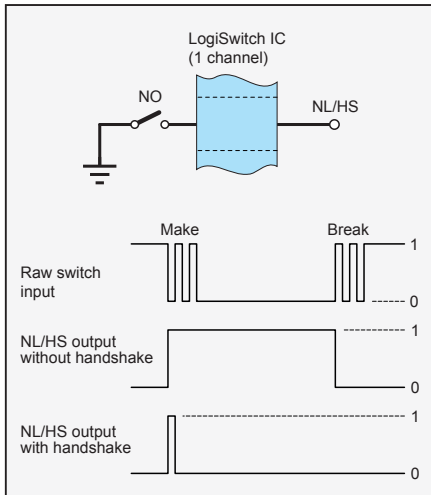 LogiSwitch IC
(1 channel)
NO
NL/HS
Make
Break
1
Raw switch
input
0
1
NL/HS output
without handshake
0
1
NL/HS output
with handshake
0